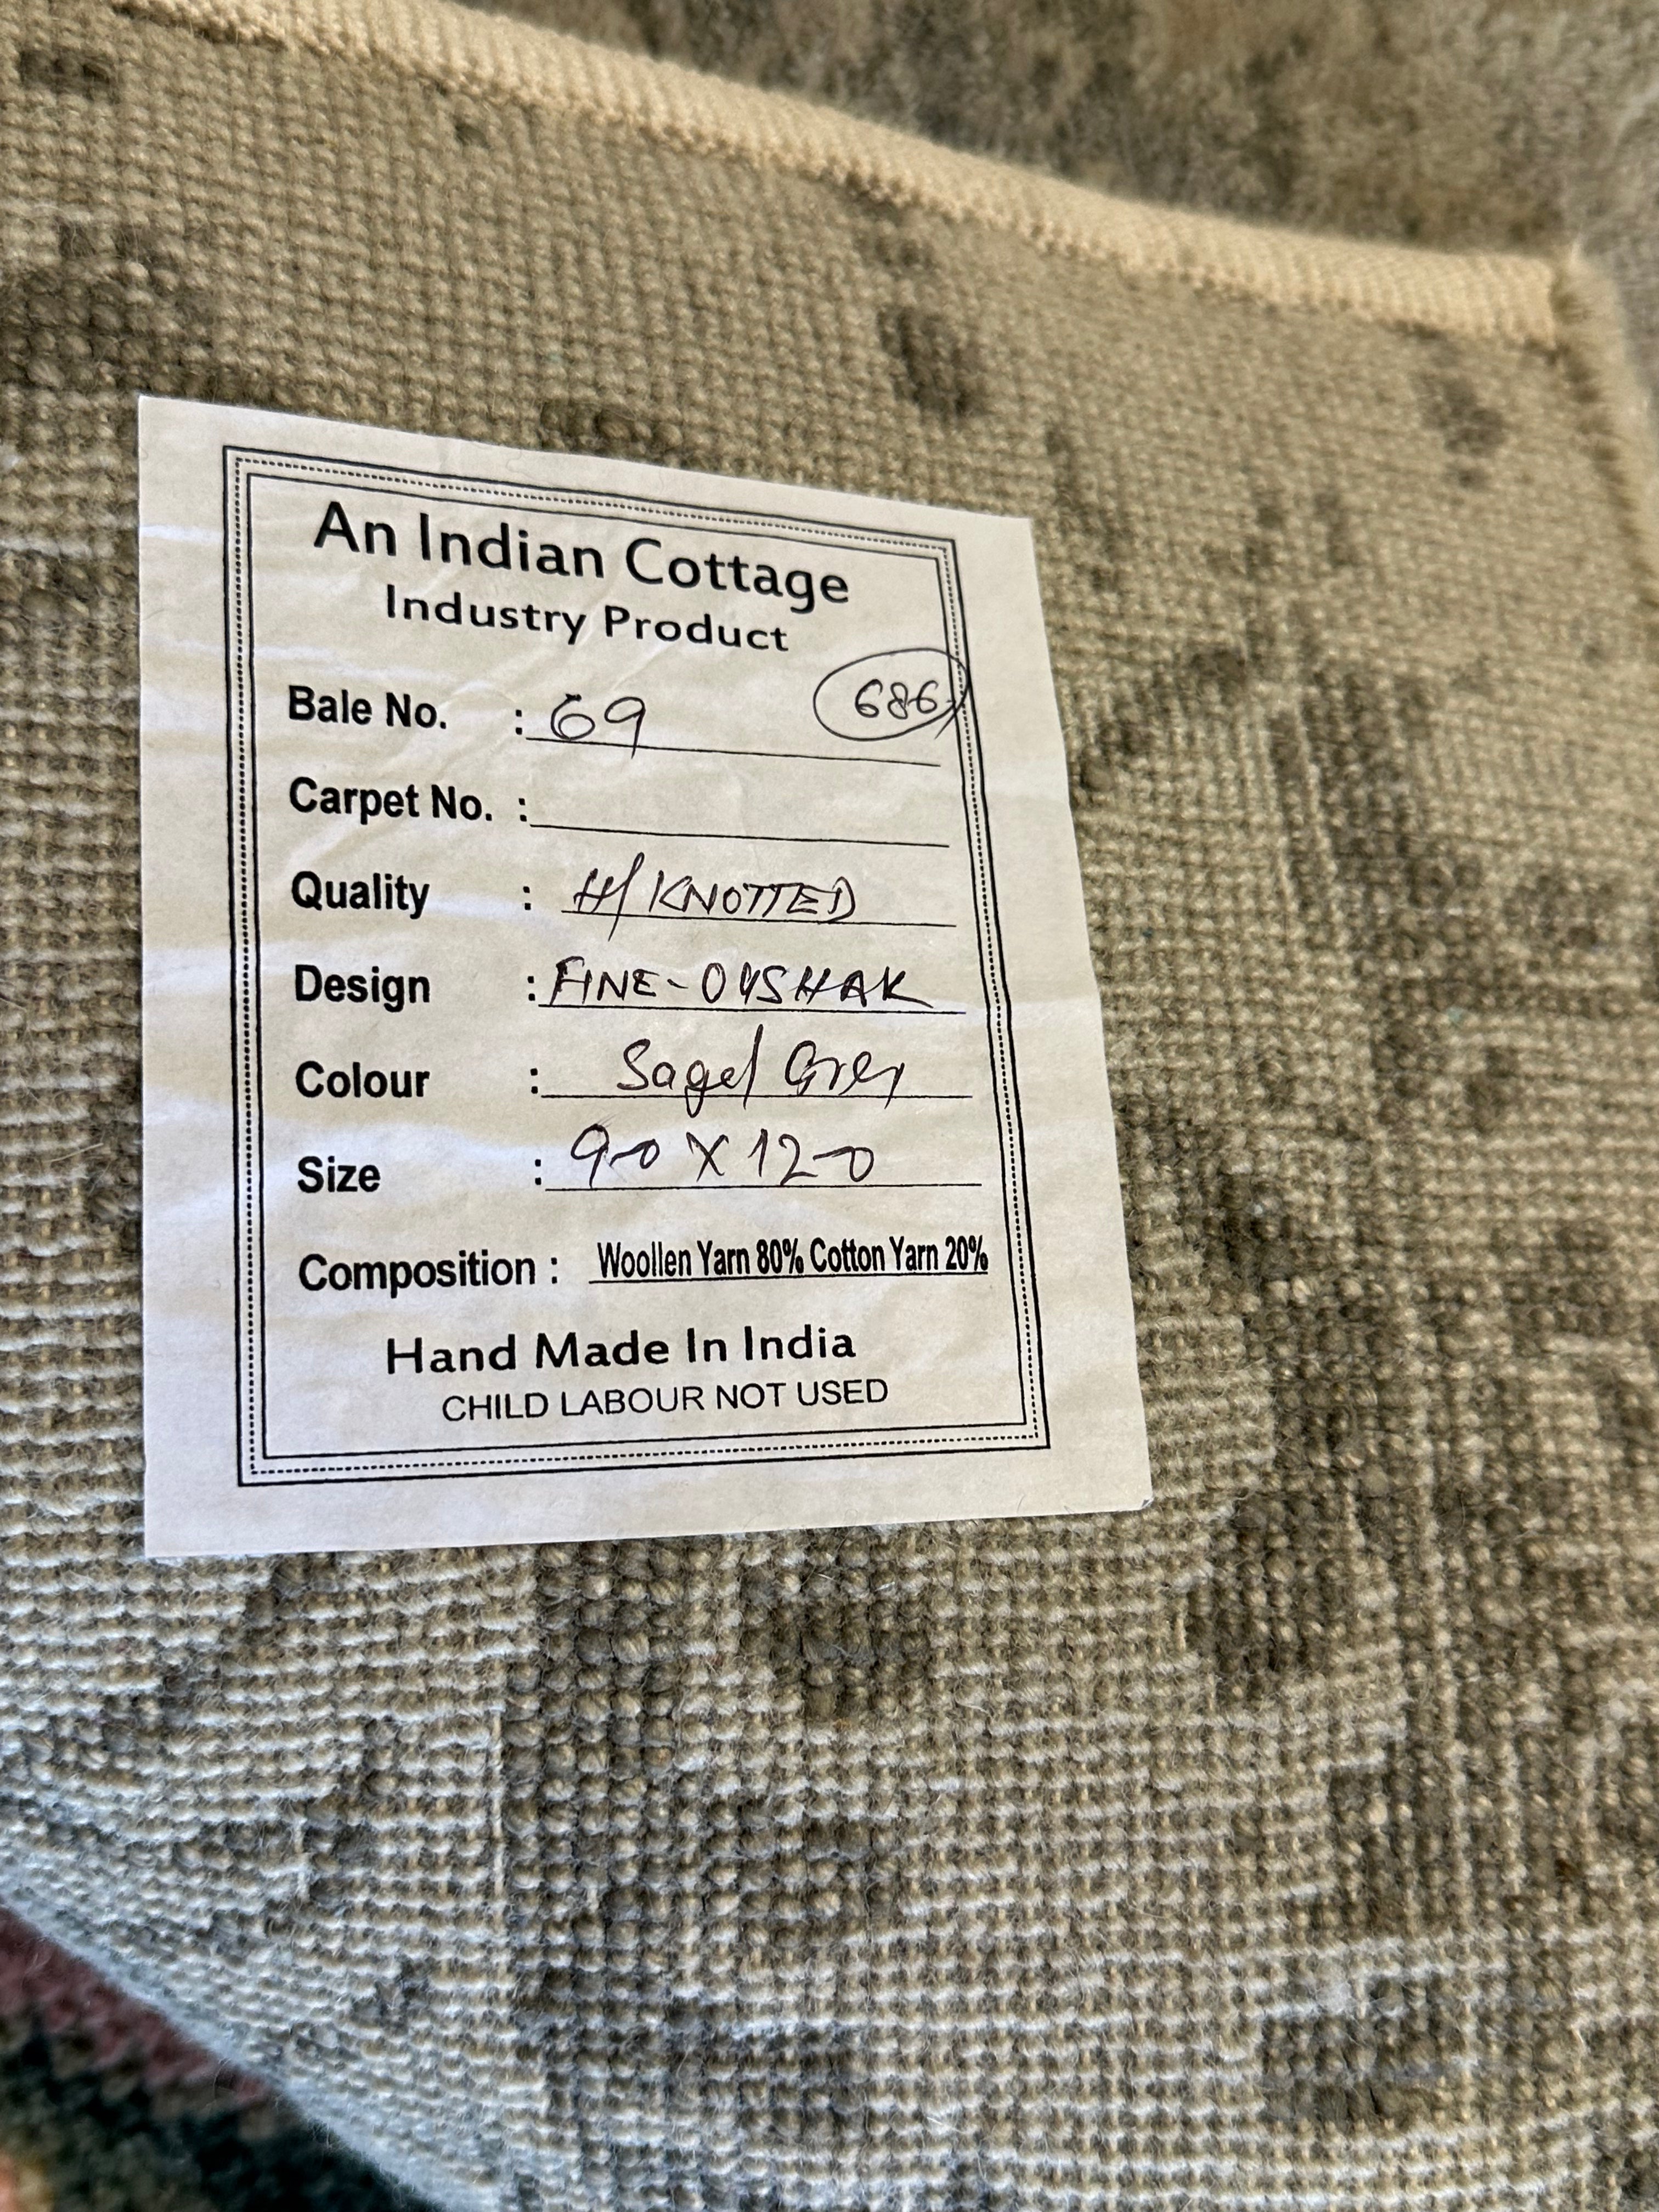 An Indian Cottage
Industry Product
686
Bale No. : 69
Carpet No. :
Quality : H/KNOTTED
Design : FINE-OUSHAK
Colour : Sage/ Grey
Size : 9-0 X 12-0
Composition : Woollen Yarn 80% Cotton Yarn 20%
Hand Made In India
CHILD LABOUR NOT USED